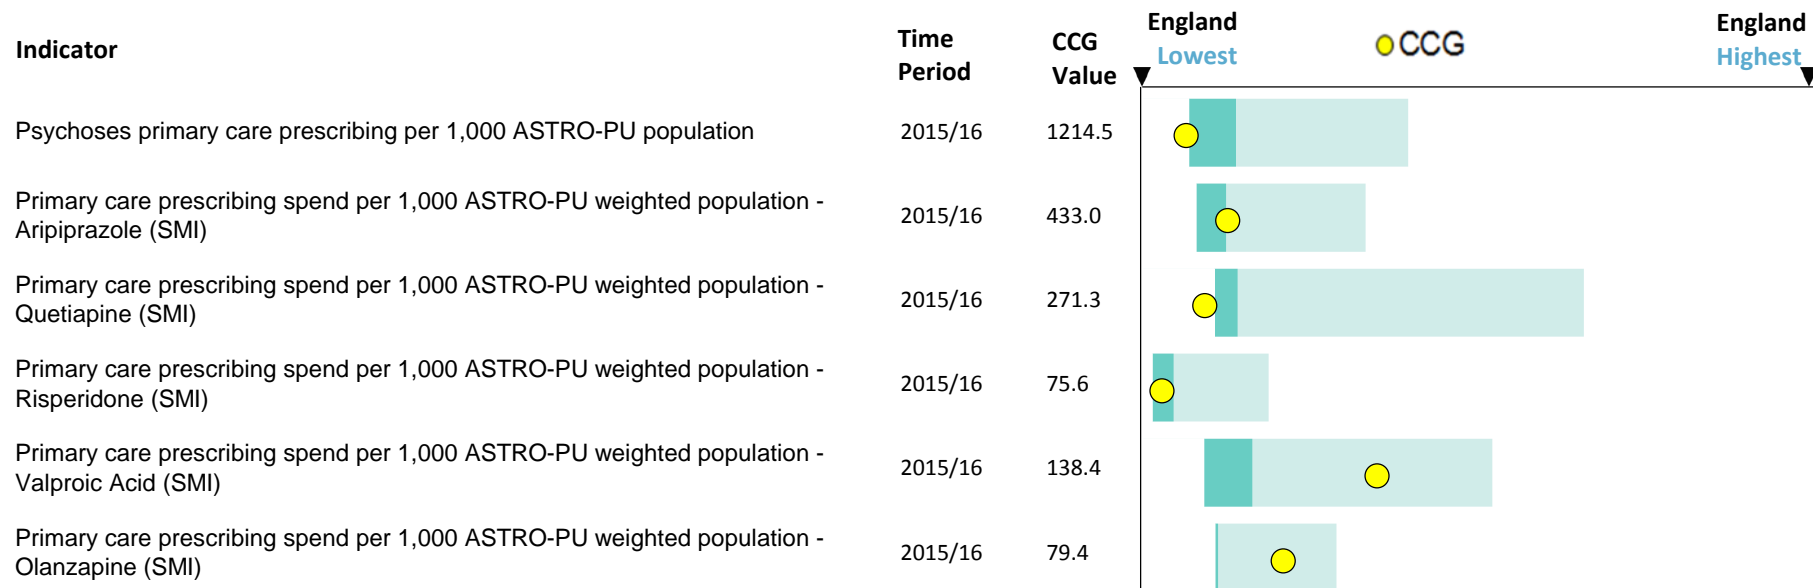 Indicator
Time
Period
CCG
Value
England
Lowest
CCG
England
Highest
Psychoses primary care prescribing per 1,000 ASTRO-PU population
2015/16
1214.5
Primary care prescribing spend per 1,000 ASTRO-PU weighted population -
Aripiprazole (SMI)
2015/16
433.0
Primary care prescribing spend per 1,000 ASTRO-PU weighted population -
Quetiapine (SMI)
2015/16
271.3
Primary care prescribing spend per 1,000 ASTRO-PU weighted population -
Risperidone (SMI)
2015/16
75.6
Primary care prescribing spend per 1,000 ASTRO-PU weighted population -
Valproic Acid (SMI)
2015/16
138.4
Primary care prescribing spend per 1,000 ASTRO-PU weighted population -
Olanzapine (SMI)
2015/16
79.4